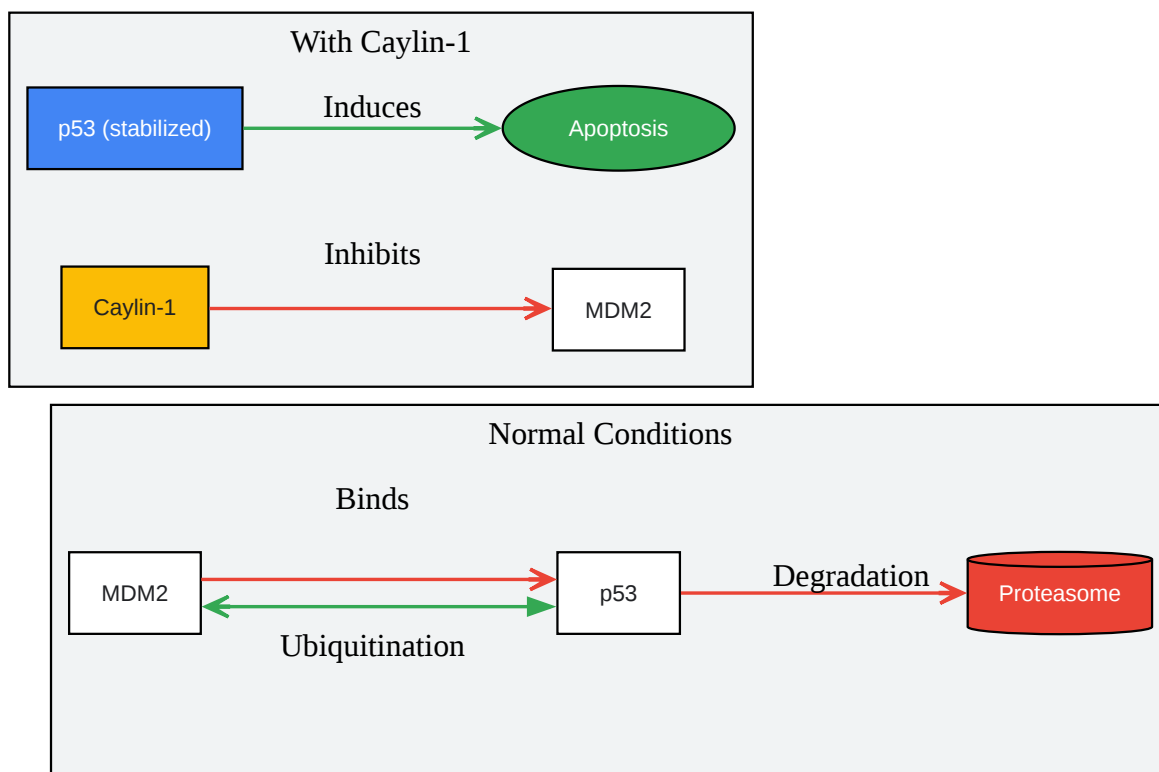 With Caylin-1
p53 (stabilized)
Induces
Apoptosis
Inhibits
Caylin-1
MDM2
Normal Conditions
Binds
MDM2
p53
Degradation
Proteasome
Ubiquitination